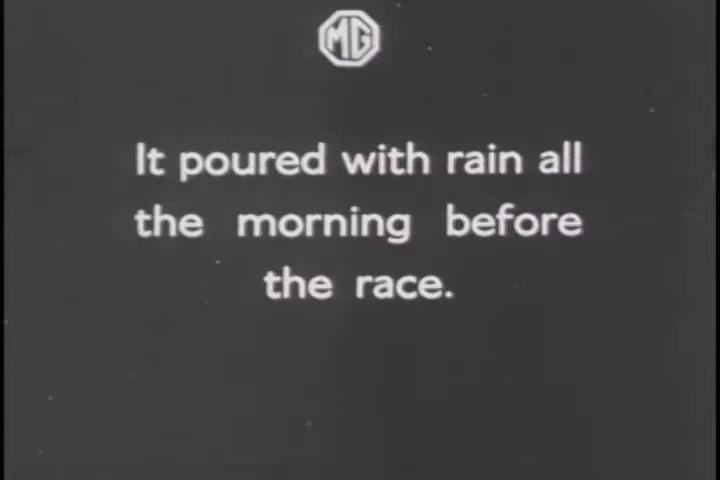 MG
It poured with rain all
the morning before
the race.